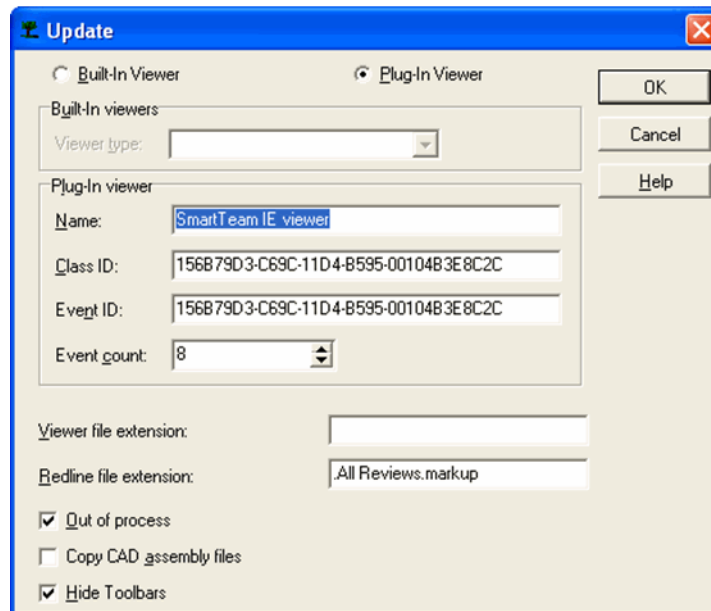 Update
Built-In Viewer Plug-In Viewer
OK
Built-In viewers
Viewer type:
Cancel
Plug-In viewer
Help
Name: SmartTeam IE viewer
Class ID: 156B79D3-C69C-11D4-B595-00104B3E8C2C
Event ID: 156B79D3-C69C-11D4-B595-00104B3E8C2C
Event count: 8
Viewer file extension:
Redline file extension: .All Reviews.markup
Out of process
Copy CAD assembly files
Hide Toolbars